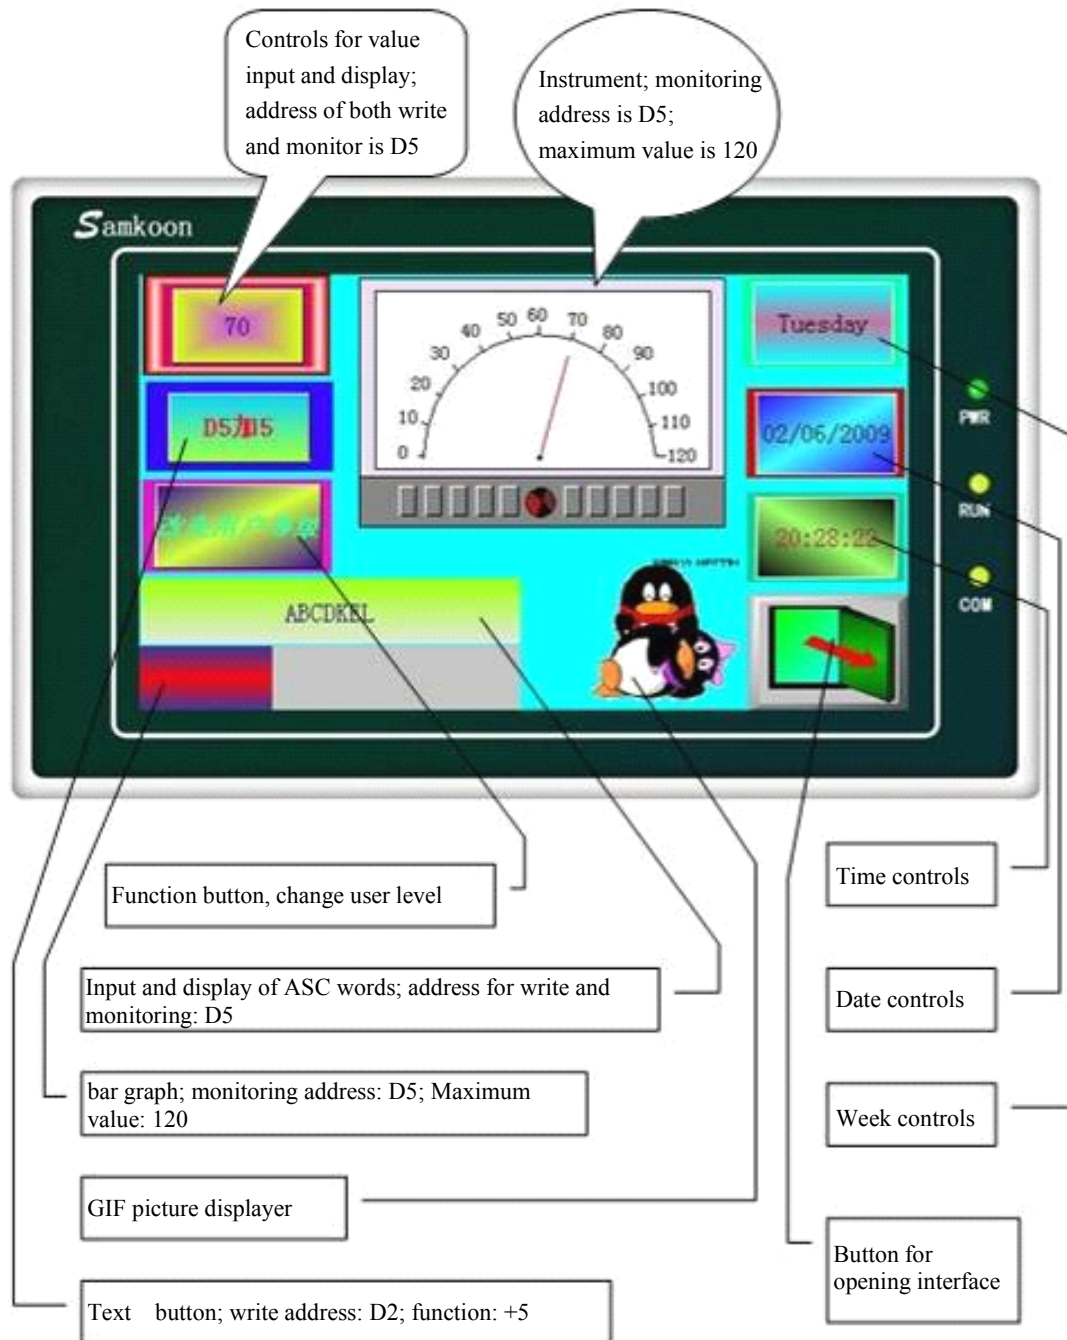 Controls for value
input and display;
address of both write
and monitor is D5
Instrument; monitoring
address is D5;
maximum value is 120
Samkoon
70
0
10
20
30
40
50
60
70
80
90
100
110
120
Tuesday
D5加5
02/06/2009
20:28:22
ABCDKEL
PWR
RUN
COM
Function button, change user level
Input and display of ASC words; address for write and
monitoring: D5
bar graph; monitoring address: D5; Maximum
value: 120
GIF picture displayer
Text button; write address: D2; function: +5
Time controls
Date controls
Week controls
Button for
opening interface